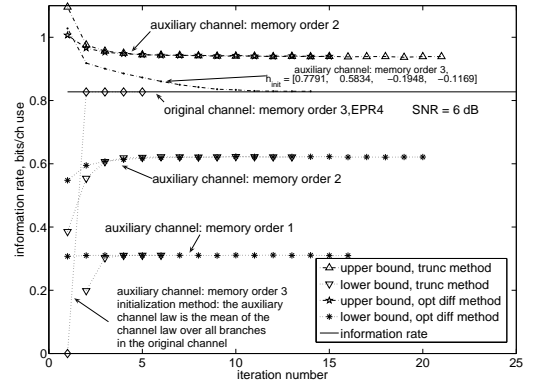 1
0.8
0.6
0.4
0.2
0
information rate, bits/ch use
auxiliary channel: memory order 2
auxiliary channel: memory order 3,
h_init = [0.7791, 0.5834, −0.1948, −0.1169]
original channel: memory order 3,EPR4 SNR = 6 dB
auxiliary channel: memory order 2
auxiliary channel: memory order 1
auxiliary channel: memory order 3
initialization method: the auxiliary
channel law is the mean of the
channel law over all branches
in the original channel
upper bound, trunc method
lower bound, trunc method
upper bound, opt diff method
lower bound, opt diff method
information rate
0 5 10 15 20 25
iteration number